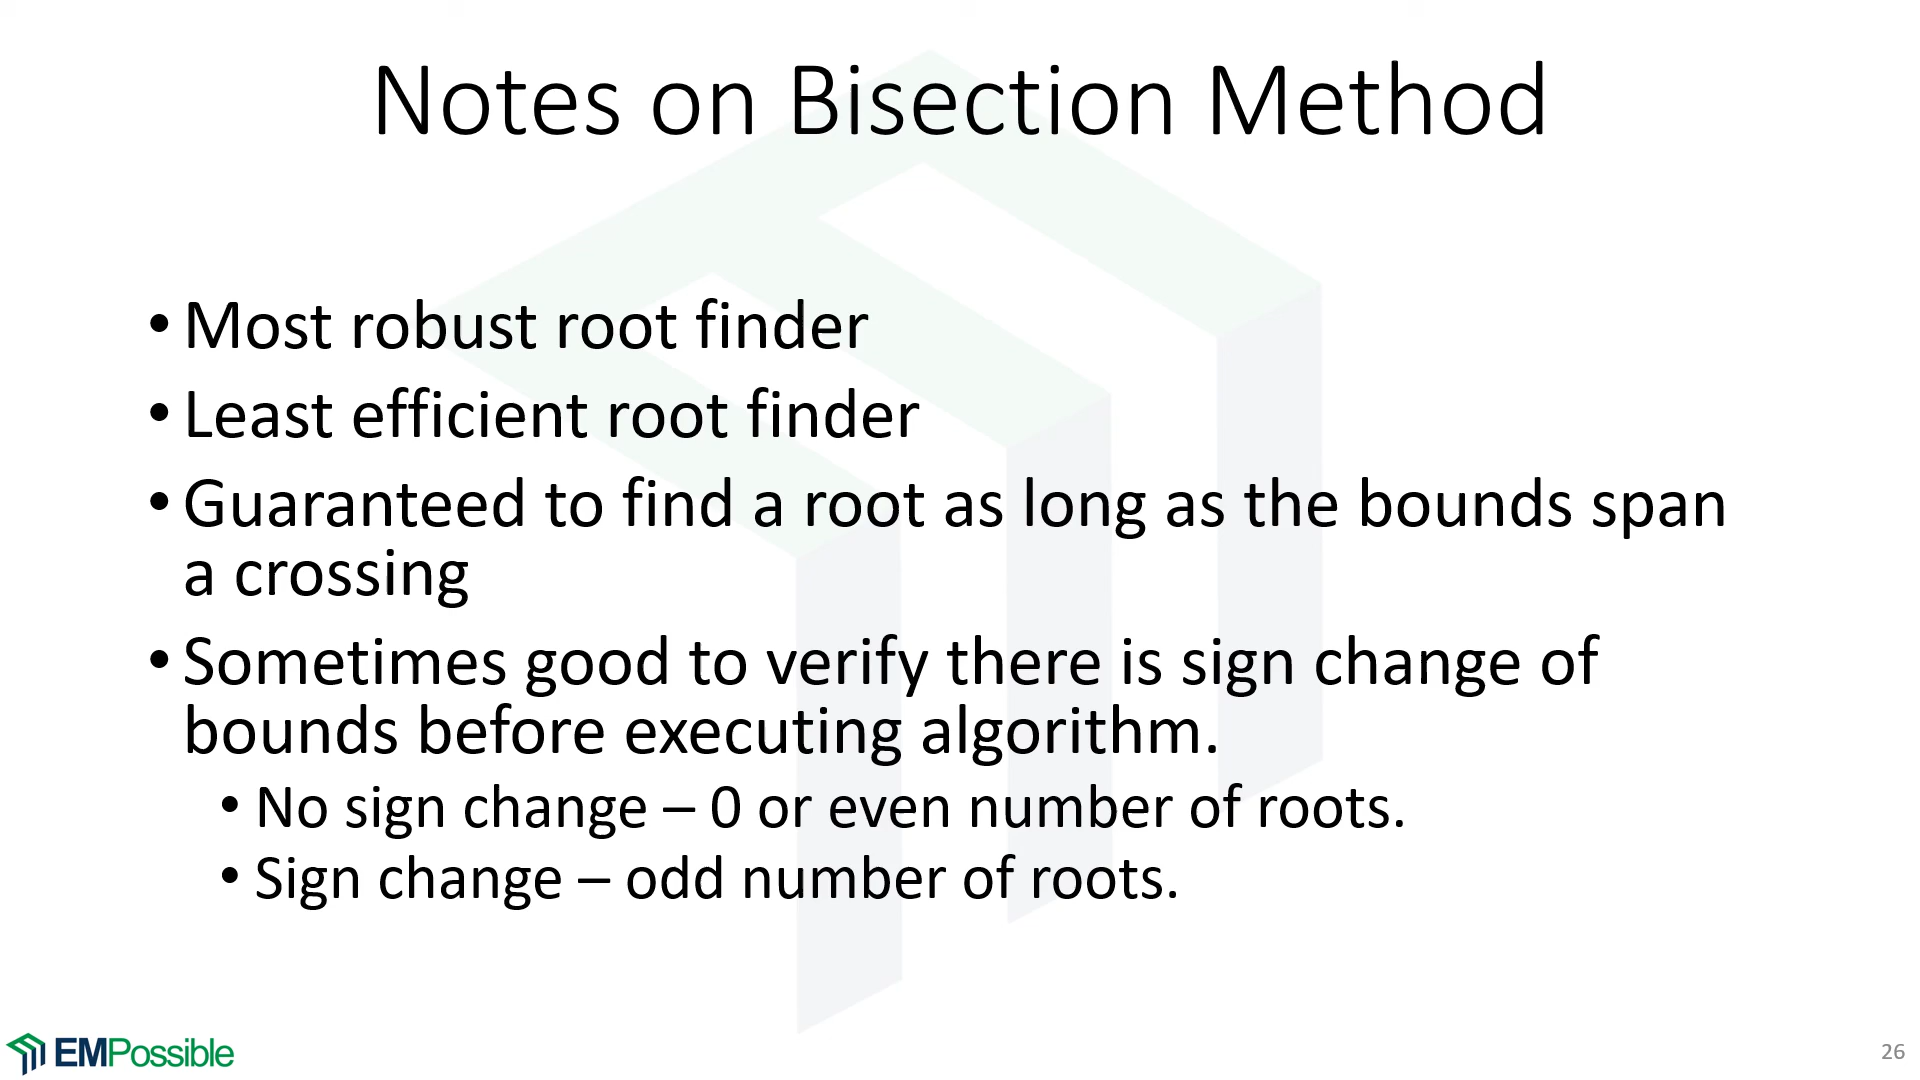 Notes on Bisection Method
• Most robust root finder
• Least efficient root finder
• Guaranteed to find a root as long as the bounds span
a crossing
• Sometimes good to verify there is sign change of
bounds before executing algorithm.
• No sign change – 0 or even number of roots.
• Sign change – odd number of roots.
EMPossible
26